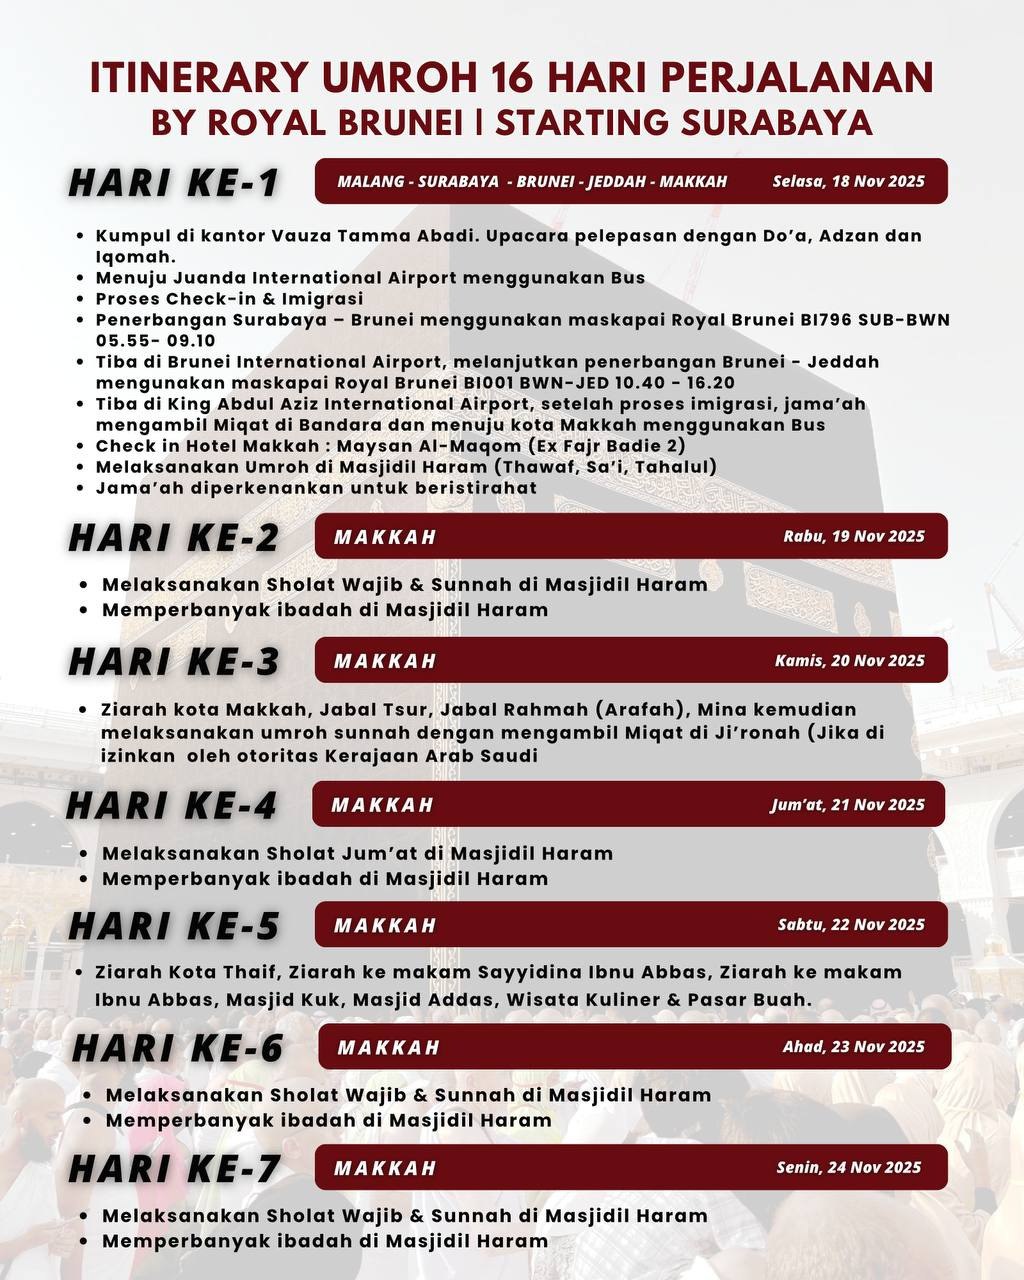 ITINERARY UMROH 16 HARI PERJALANAN
BY ROYAL BRUNEI | STARTING SURABAYA
HARI KE-1
MALANG - SURABAYA - BRUNEI - JEDDAH - MAKKAH Selasa, 18 Nov 2025
• Kumpul di kantor Vauza Tamma Abadi. Upacara pelepasan dengan Do’a, Adzan dan
Iqomah.
• Menuju Juanda International Airport menggunakan Bus
• Proses Check-in & Imigrasi
• Penerbangan Surabaya – Brunei menggunakan maskapai Royal Brunei BI796 SUB-BWN
05.55- 09.10
• Tiba di Brunei International Airport, melanjutkan penerbangan Brunei - Jeddah
mengunakan maskapai Royal Brunei BI001 BWN-JED 10.40 - 16.20
• Tiba di King Abdul Aziz International Airport, setelah proses imigrasi, jama’ah
mengambil Miqat di Bandara dan menuju kota Makkah menggunakan Bus
• Check in Hotel Makkah : Maysan Al-Maqom (Ex Fajr Badie 2)
• Melaksanakan Umroh di Masjidil Haram (Thawaf, Sa’i, Tahalul)
• Jama’ah diperkenankan untuk beristirahat
HARI KE-2
MAKKAH Rabu, 19 Nov 2025
• Melaksanakan Sholat Wajib & Sunnah di Masjidil Haram
• Memperbanyak ibadah di Masjidil Haram
HARI KE-3
MAKKAH Kamis, 20 Nov 2025
• Ziarah kota Makkah, Jabal Tsur, Jabal Rahmah (Arafah), Mina kemudian
melaksanakan umroh sunnah dengan mengambil Miqat di Ji’ronah (Jika di
izinkan oleh otoritas Kerajaan Arab Saudi
HARI KE-4
MAKKAH Jum’at, 21 Nov 2025
• Melaksanakan Sholat Jum’at di Masjidil Haram
• Memperbanyak ibadah di Masjidil Haram
HARI KE-5
MAKKAH Sabtu, 22 Nov 2025
• Ziarah Kota Thaif, Ziarah ke makam Sayyidina Ibnu Abbas, Ziarah ke makam
Ibnu Abbas, Masjid Kuk, Masjid Addas, Wisata Kuliner & Pasar Buah.
HARI KE-6
MAKKAH Ahad, 23 Nov 2025
• Melaksanakan Sholat Wajib & Sunnah di Masjidil Haram
• Memperbanyak ibadah di Masjidil Haram
HARI KE-7
MAKKAH Senin, 24 Nov 2025
• Melaksanakan Sholat Wajib & Sunnah di Masjidil Haram
• Memperbanyak ibadah di Masjidil Haram